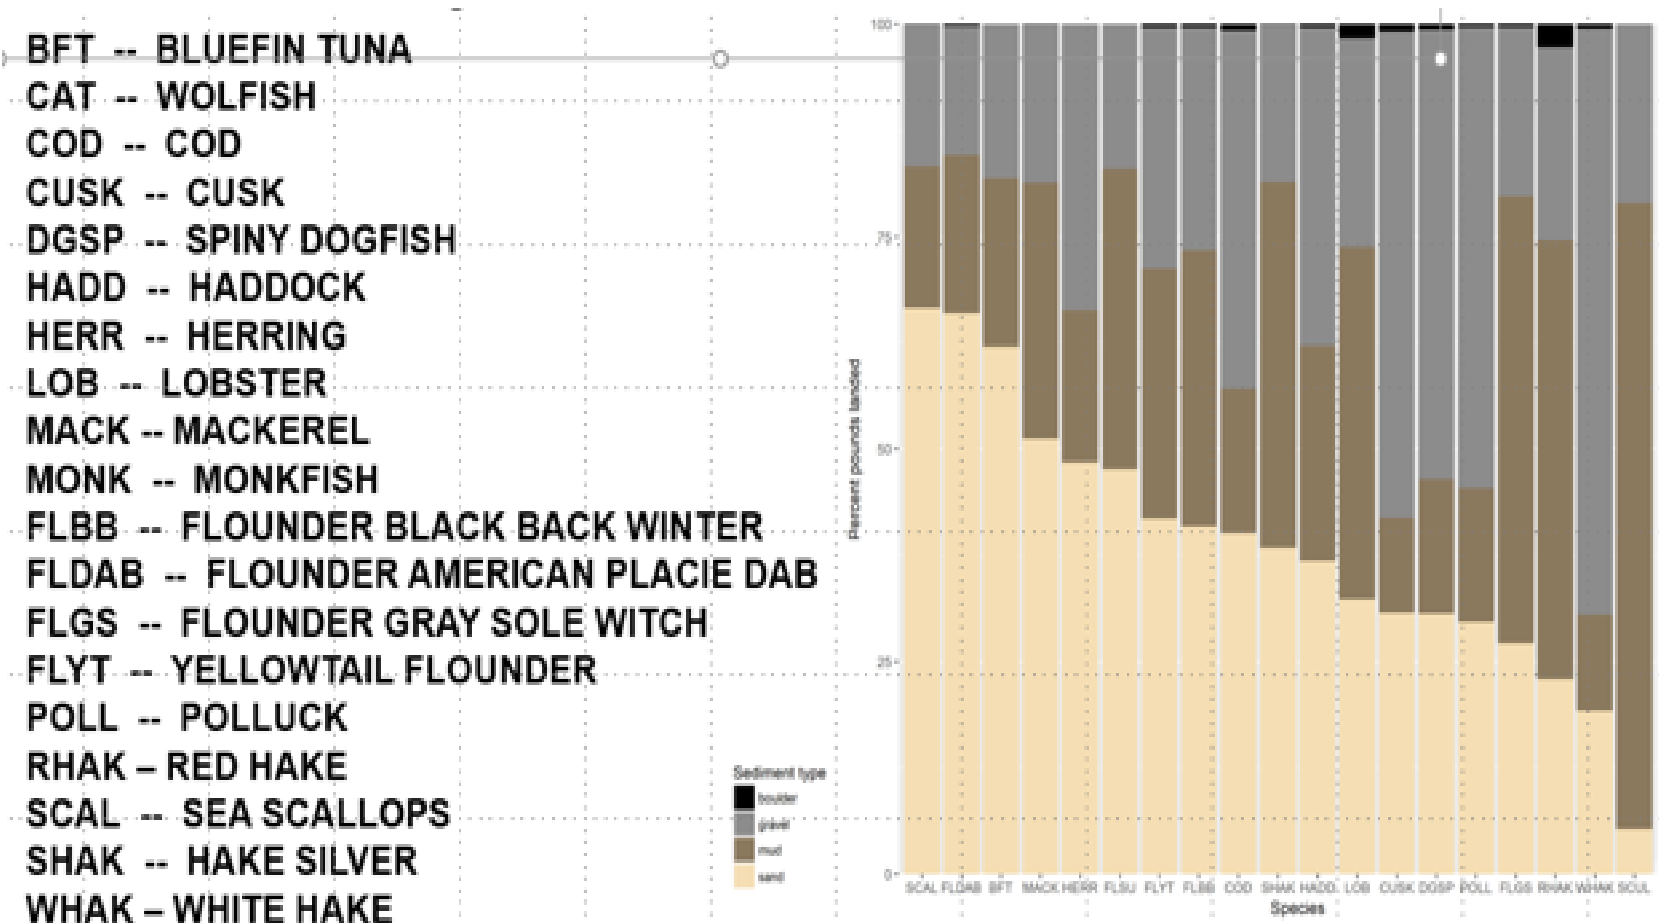 BFT -- BLUEFIN TUNA
CAT -- WOLFISH
COD -- COD
CUSK -- CUSK
DGSP -- SPINY DOGFISH
HADD -- HADDOCK
HERR -- HERRING
LOB -- LOBSTER
MACK -- MACKEREL
MONK -- MONKFISH
FLBB -- FLOUNDER BLACK BACK WINTER
FLDAB -- FLOUNDER AMERICAN PLACIE DAB
FLGS -- FLOUNDER GRAY SOLE WITCH
FLYT -- YELLOWTAIL FLOUNDER
POLL -- POLLUCK
RHAK – RED HAKE
SCAL -- SEA SCALLOPS
SHAK -- HAKE SILVER
WHAK – WHITE HAKE
Sediment type
boulder
gravel
mud
sand
Percent pounds landed
100
75
50
25
0
SCAL FLDAB BFT MACK HERR FLSU FLYT FLBB COD SHAK HADD LOB CUSK DGSP POLL FLGS RHAK WHAK SCUL
Species